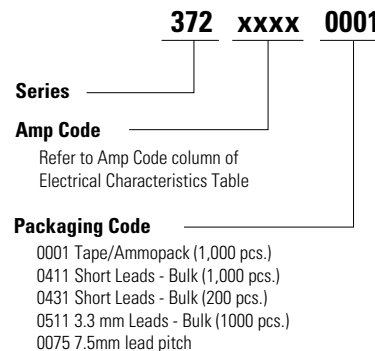 372 xxxx 0001
Series
Amp Code
Refer to Amp Code column of
Electrical Characteristics Table
Packaging Code
0001 Tape/Ammopack (1,000 pcs.)
0411 Short Leads - Bulk (1,000 pcs.)
0431 Short Leads - Bulk (200 pcs.)
0511 3.3 mm Leads - Bulk (1000 pcs.)
0075 7.5mm lead pitch